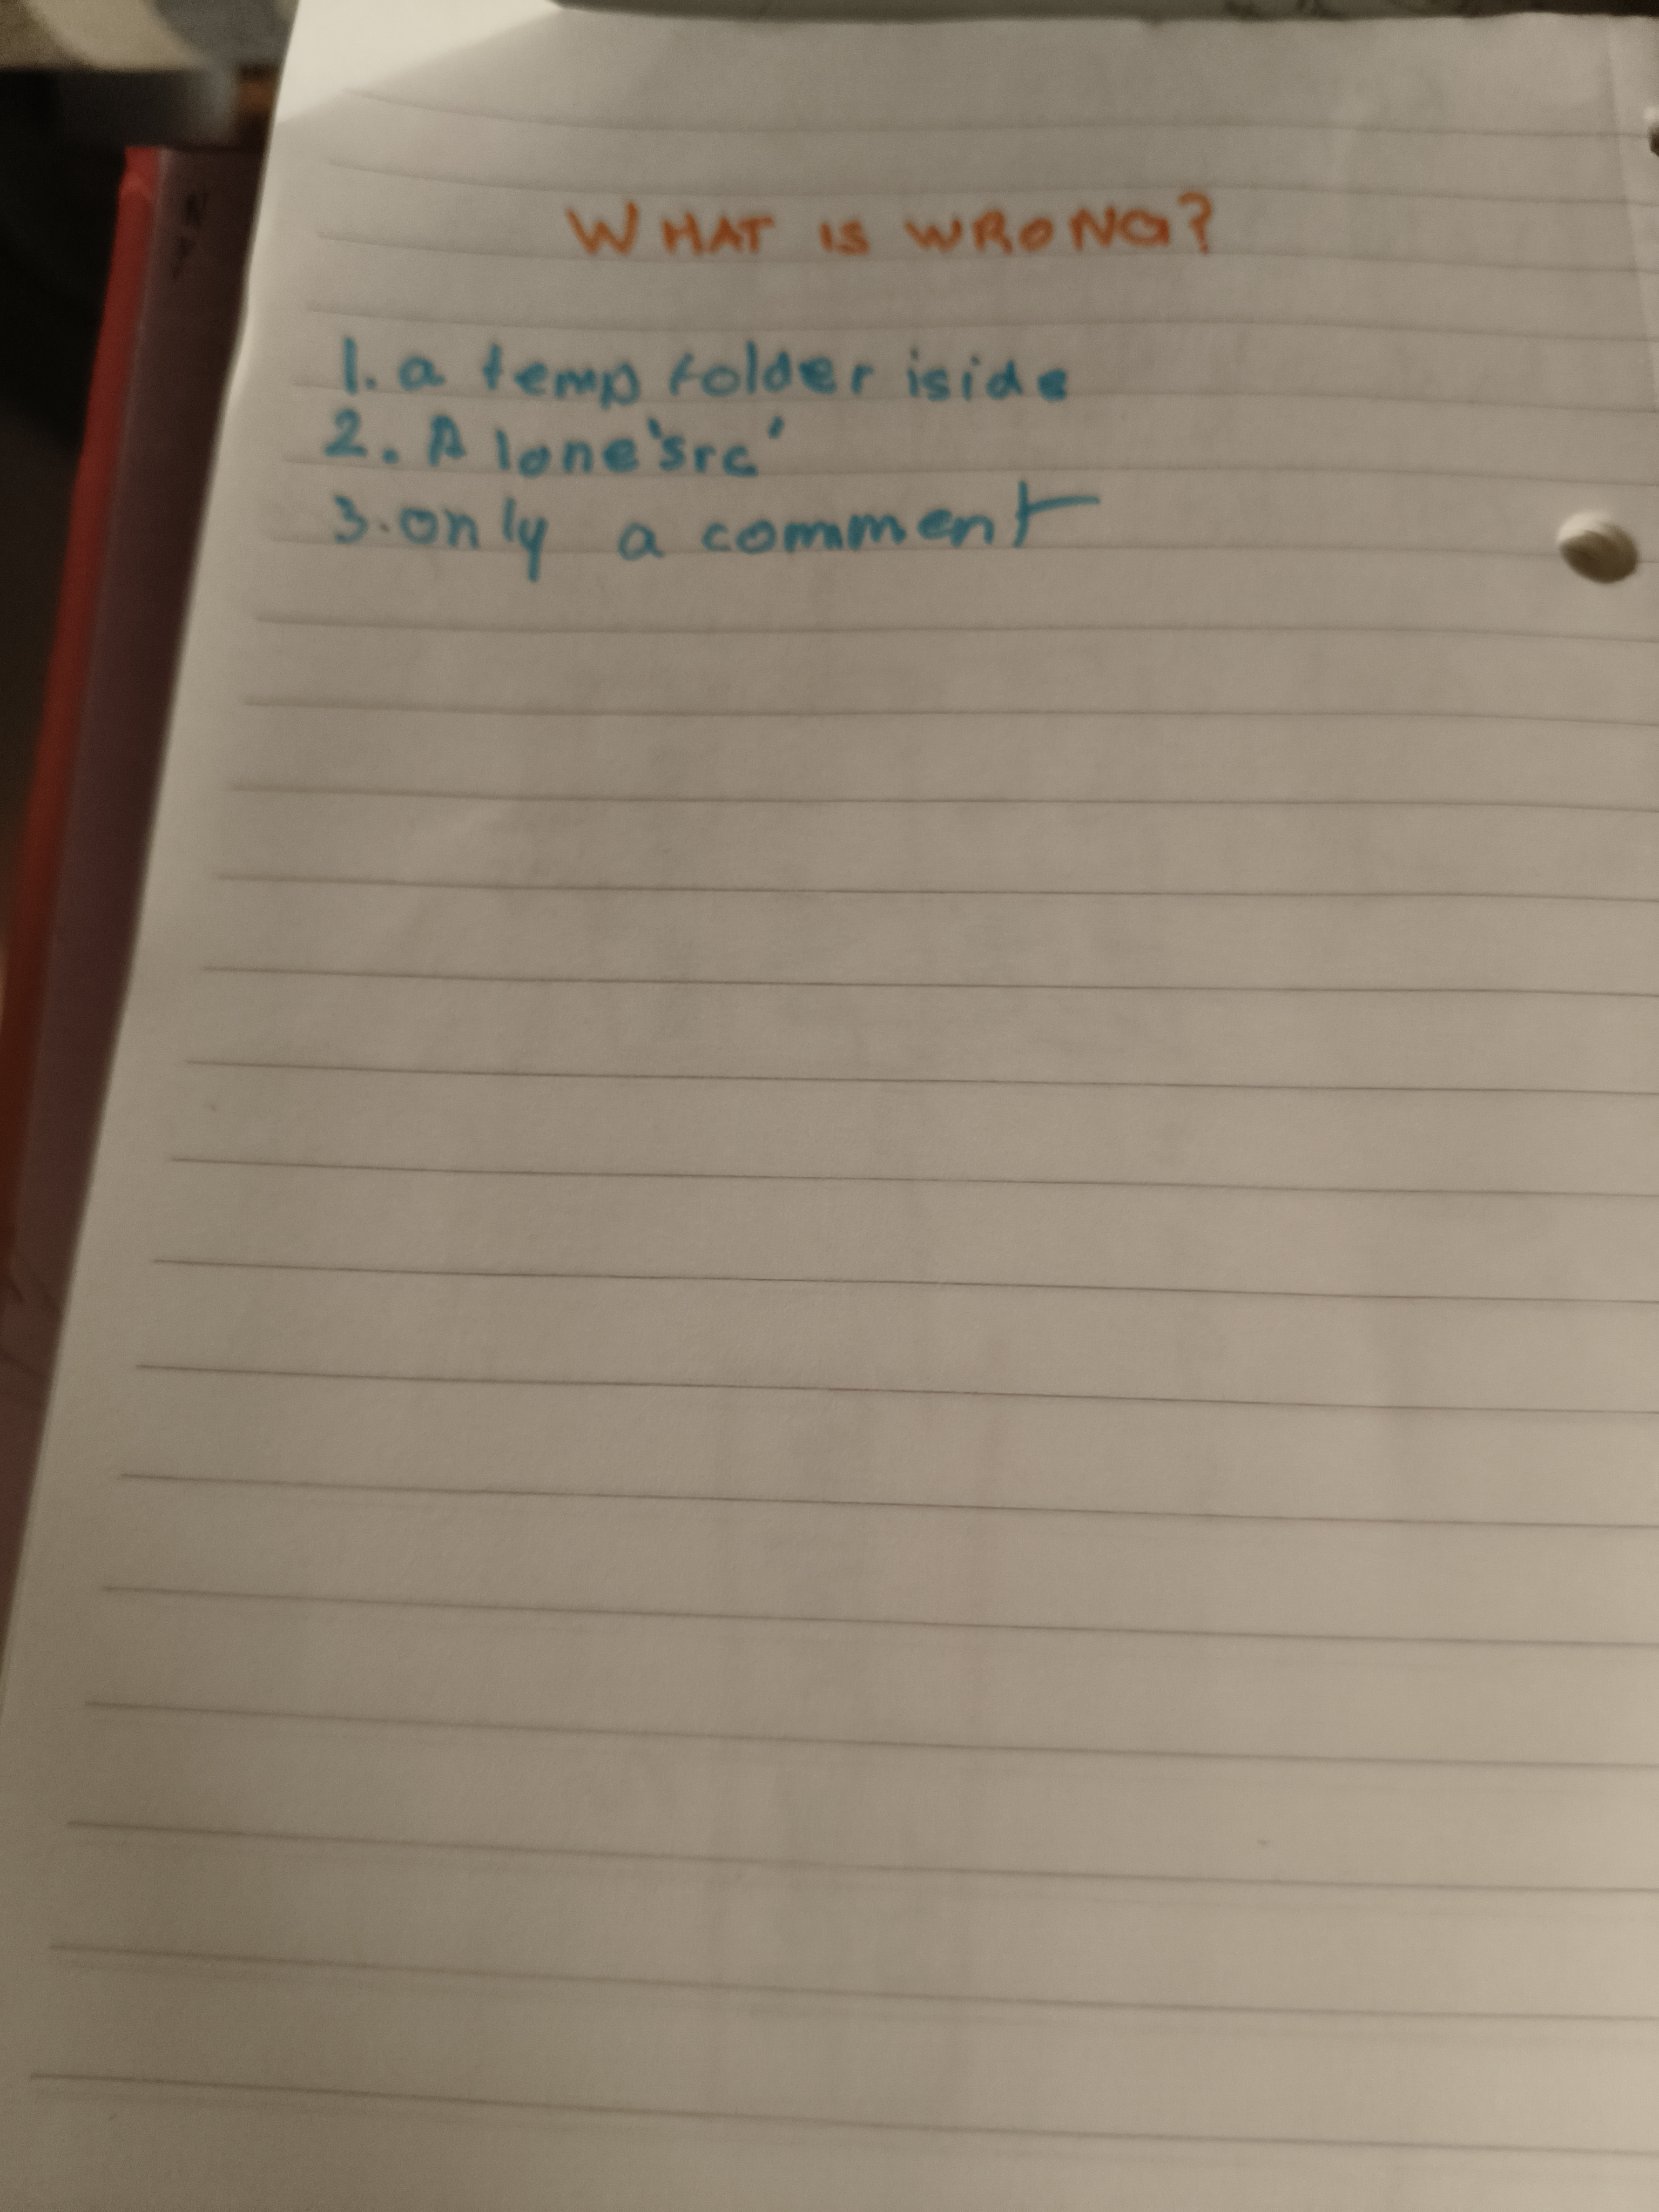 WHAT IS WRONG?
1. a temp folder iside
2. A lone 'src'
3. only a comment